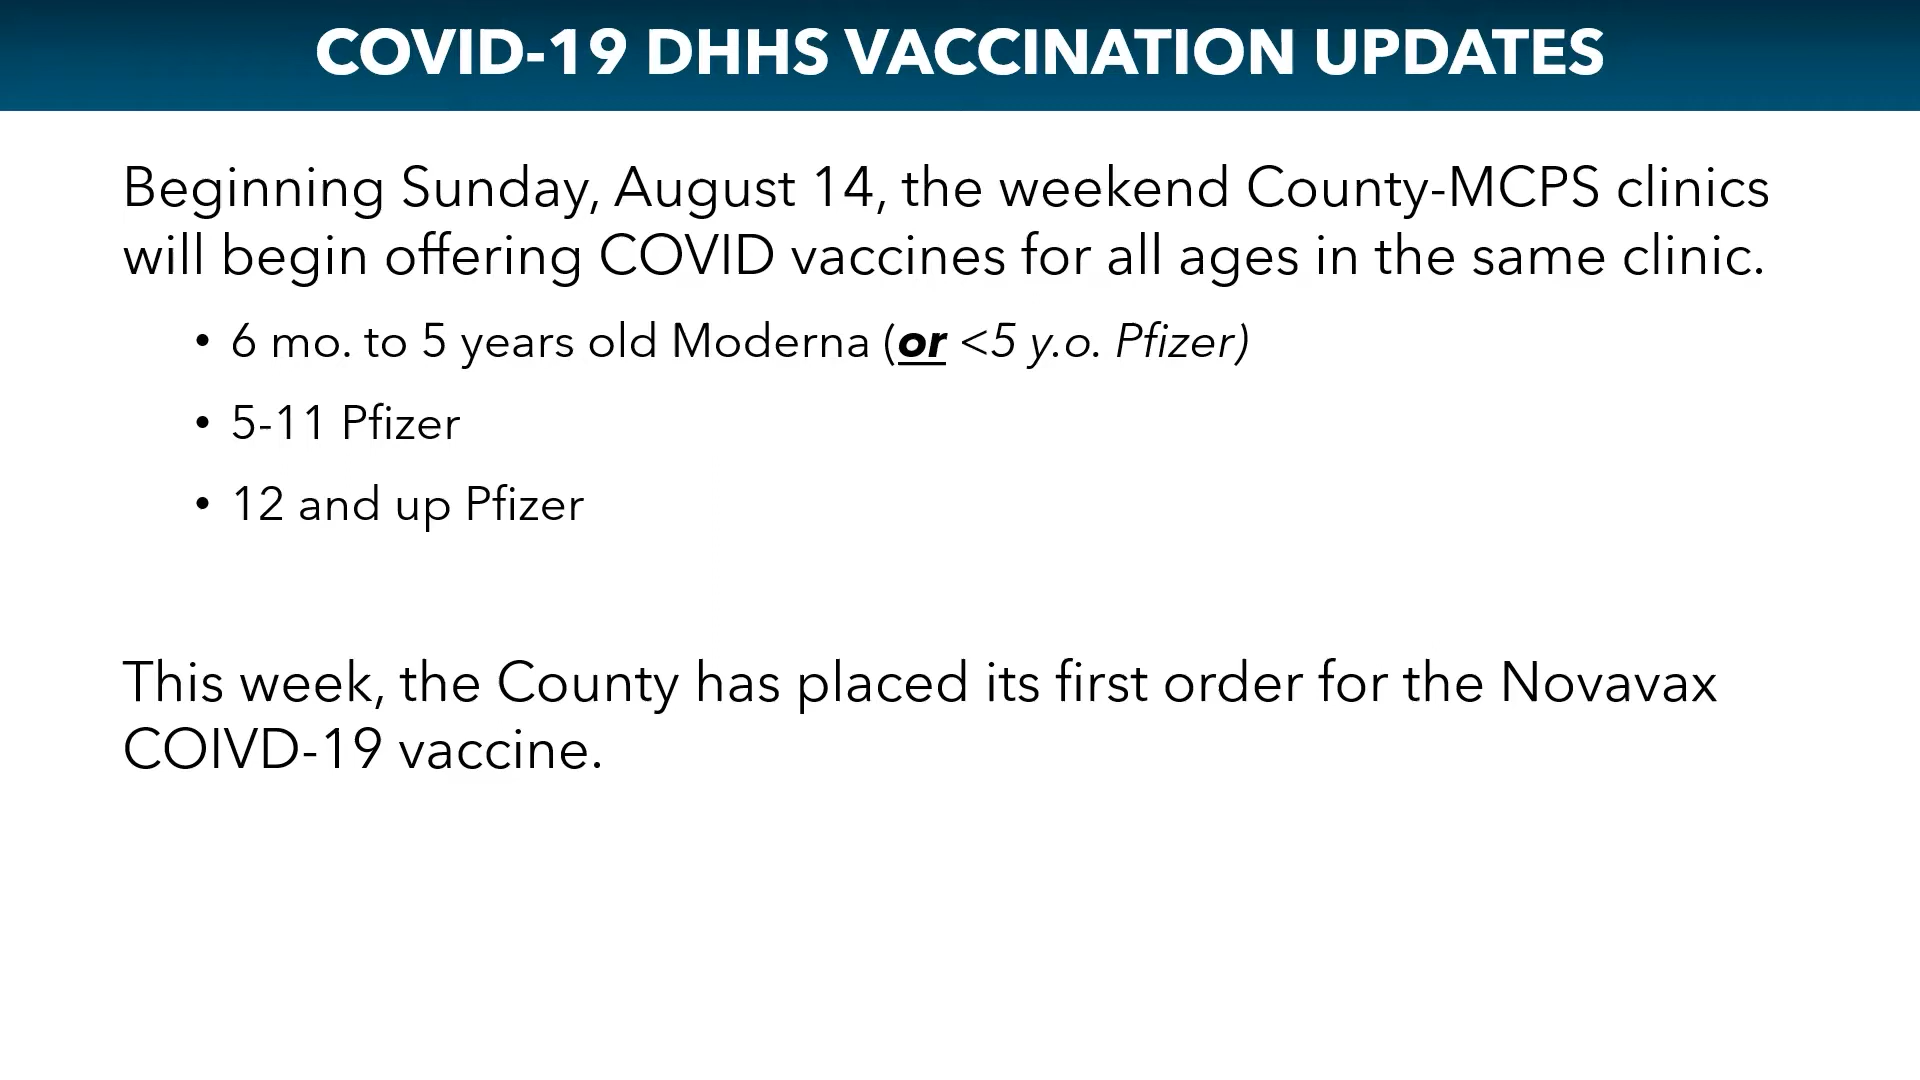 COVID-19 DHHS VACCINATION UPDATES
Beginning Sunday, August 14, the weekend County-MCPS clinics
will begin offering COVID vaccines for all ages in the same clinic.
• 6 mo. to 5 years old Moderna (or <5 y.o. Pfizer)
• 5-11 Pfizer
• 12 and up Pfizer
This week, the County has placed its first order for the Novavax
COIVD-19 vaccine.